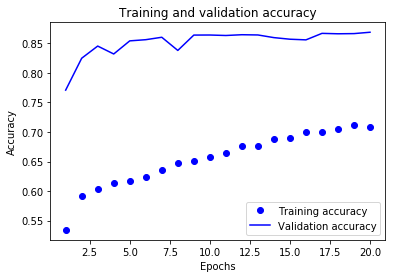 Training and validation accuracy
Accuracy
0.85
0.80
0.75
0.70
0.65
0.60
0.55
Training accuracy
Validation accuracy
2.5 5.0 7.5 10.0 12.5 15.0 17.5 20.0
Epochs